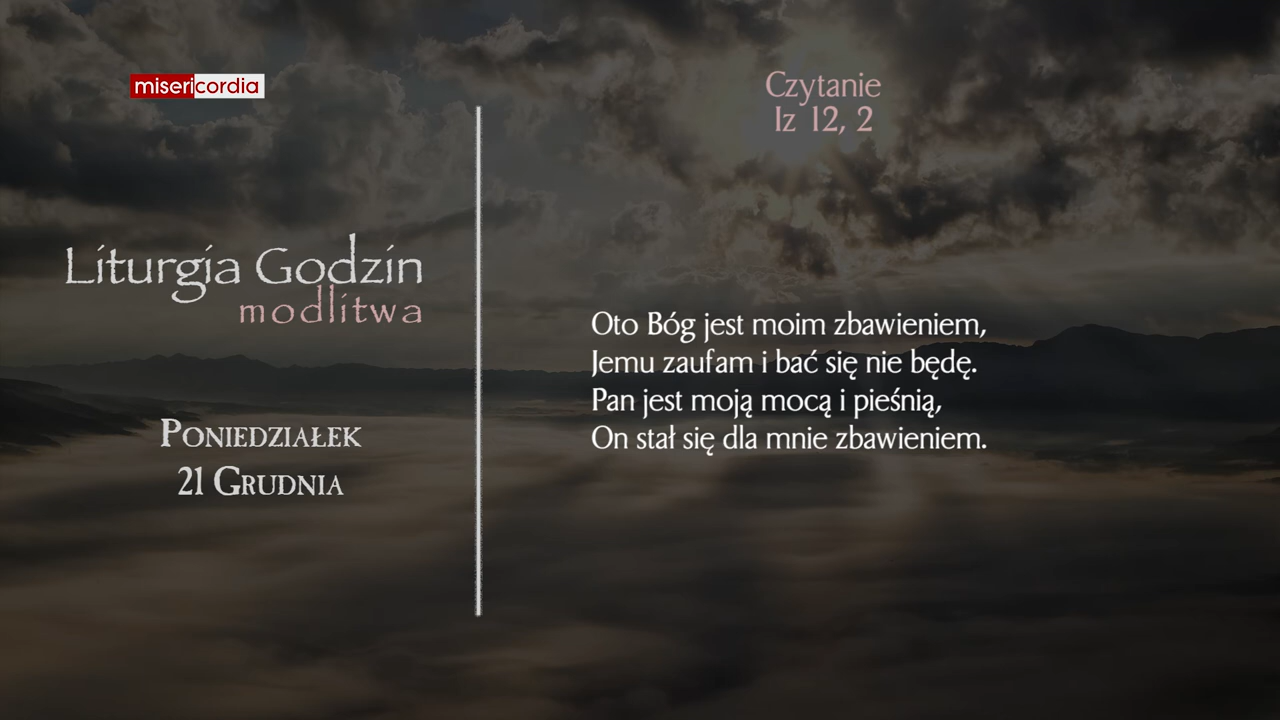 misericordia
Liturgia Godzin
modlitwa
Poniedziałek
21 Grudnia
Czytanie
Iz 12, 2
Oto Bóg jest moim zbawieniem,
Jemu zaufam i bać się nie będę.
Pan jest moją mocą i pieśnią,
On stał się dla mnie zbawieniem.